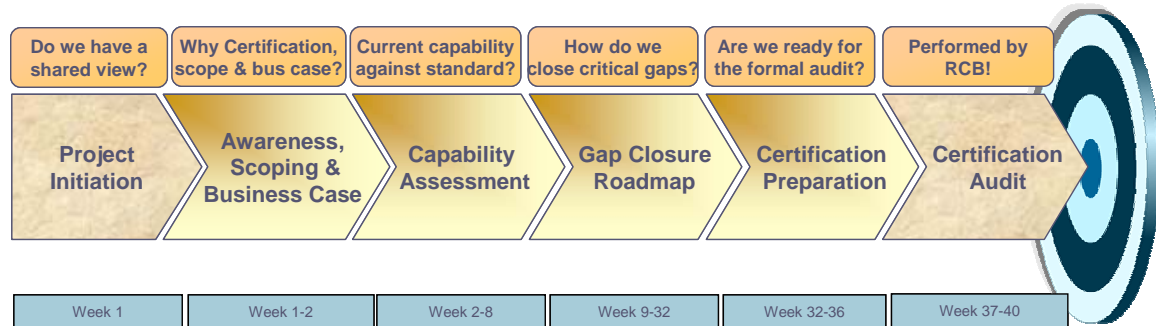 Do we have a
shared view?
Why Certification,
scope & bus case?
Current capability
against standard?
How do we
close critical gaps?
Are we ready for
the formal audit?
Performed by
RCB!
Project
Initiation
Awareness,
Scoping &
Business Case
Capability
Assessment
Gap Closure
Roadmap
Certification
Preparation
Certification
Audit
Week 1
Week 1-2
Week 2-8
Week 9-32
Week 32-36
Week 37-40